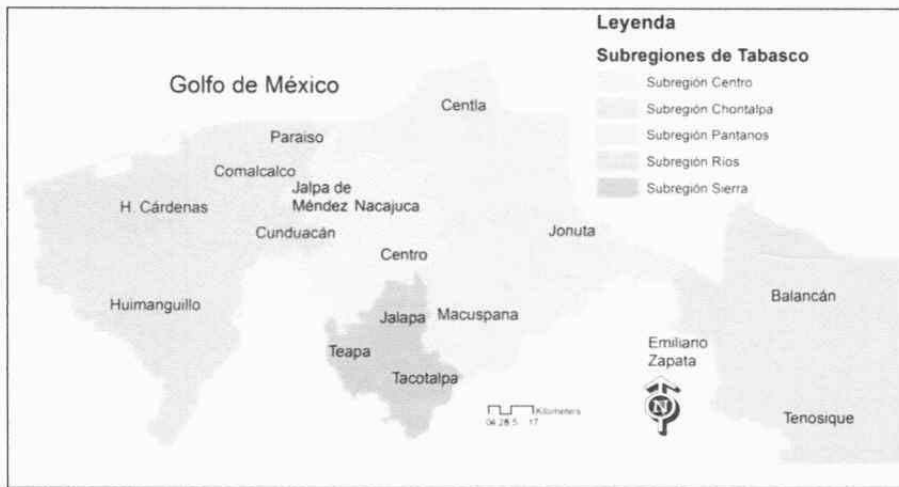 Leyenda
Subregiones de Tabasco
Subregión Centro
Subregión Chontalpa
Subregión Pantanos
Subregión Ríos
Subregión Sierra
Golfo de México
Centla
Paraiso
Comalcalco
Jalpa de
Méndez Nacajuca
H. Cárdenas
Cunduacán
Jonuta
Centro
Balancán
Huimanguillo
Jalapa
Macuspana
Teapa
Emiliano
Zapata
Tacotalpa
N
Kilometers
17
Tenosique